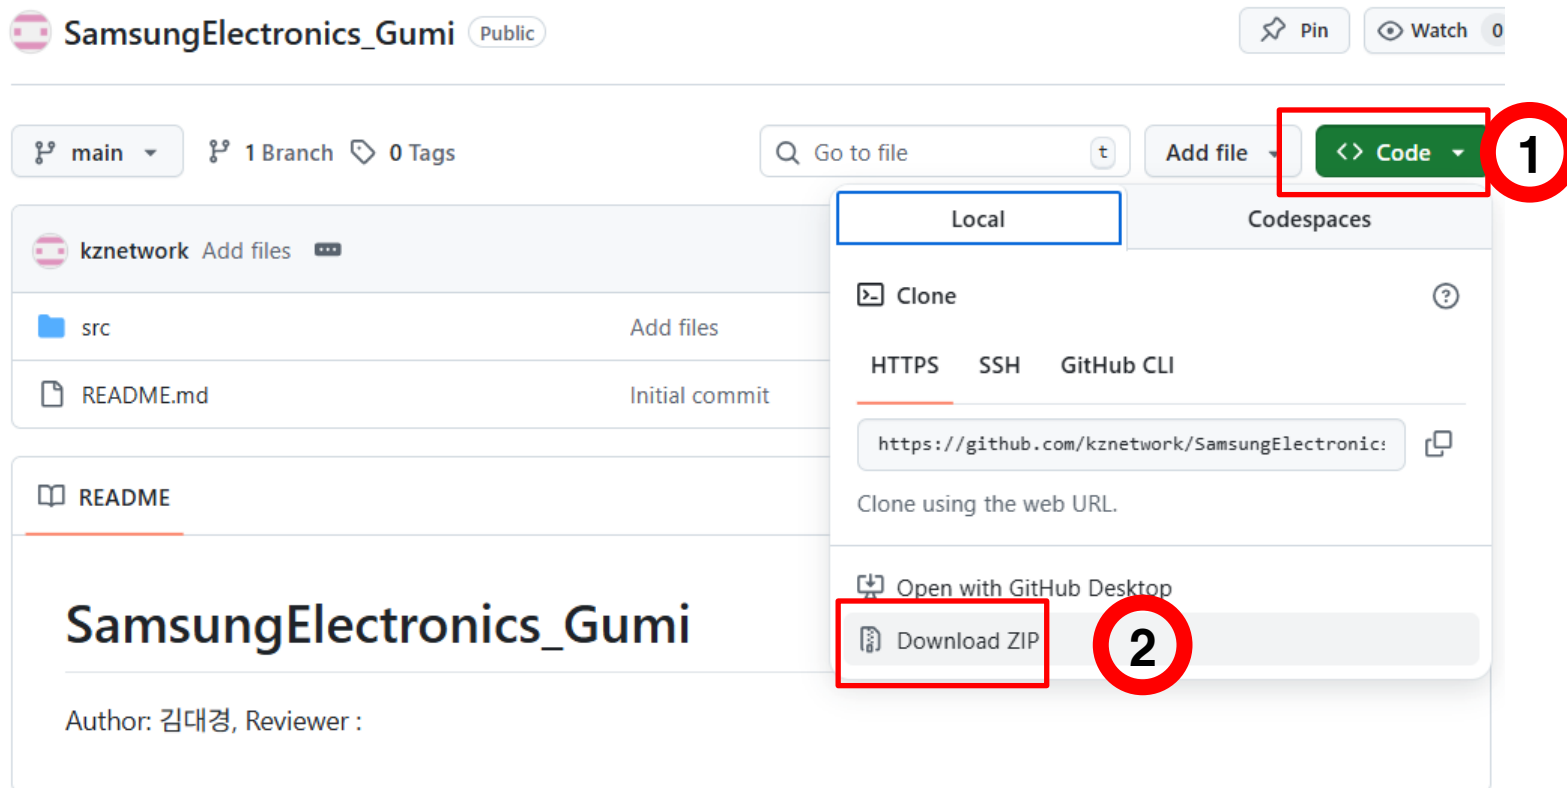 SamsungElectronics_Gumi Public
Pin
Watch 0
main
1 Branch
0 Tags
Go to file
t
Add file
Code
1
Local
Codespaces
kznetwork Add files
Clone
src
Add files
HTTPS
SSH
GitHub CLI
README.md
Initial commit
https://github.com/kznetwork/SamsungElectronics
Clone using the web URL.
README
Open with GitHub Desktop
Download ZIP
2
SamsungElectronics_Gumi
Author: 김대경, Reviewer :